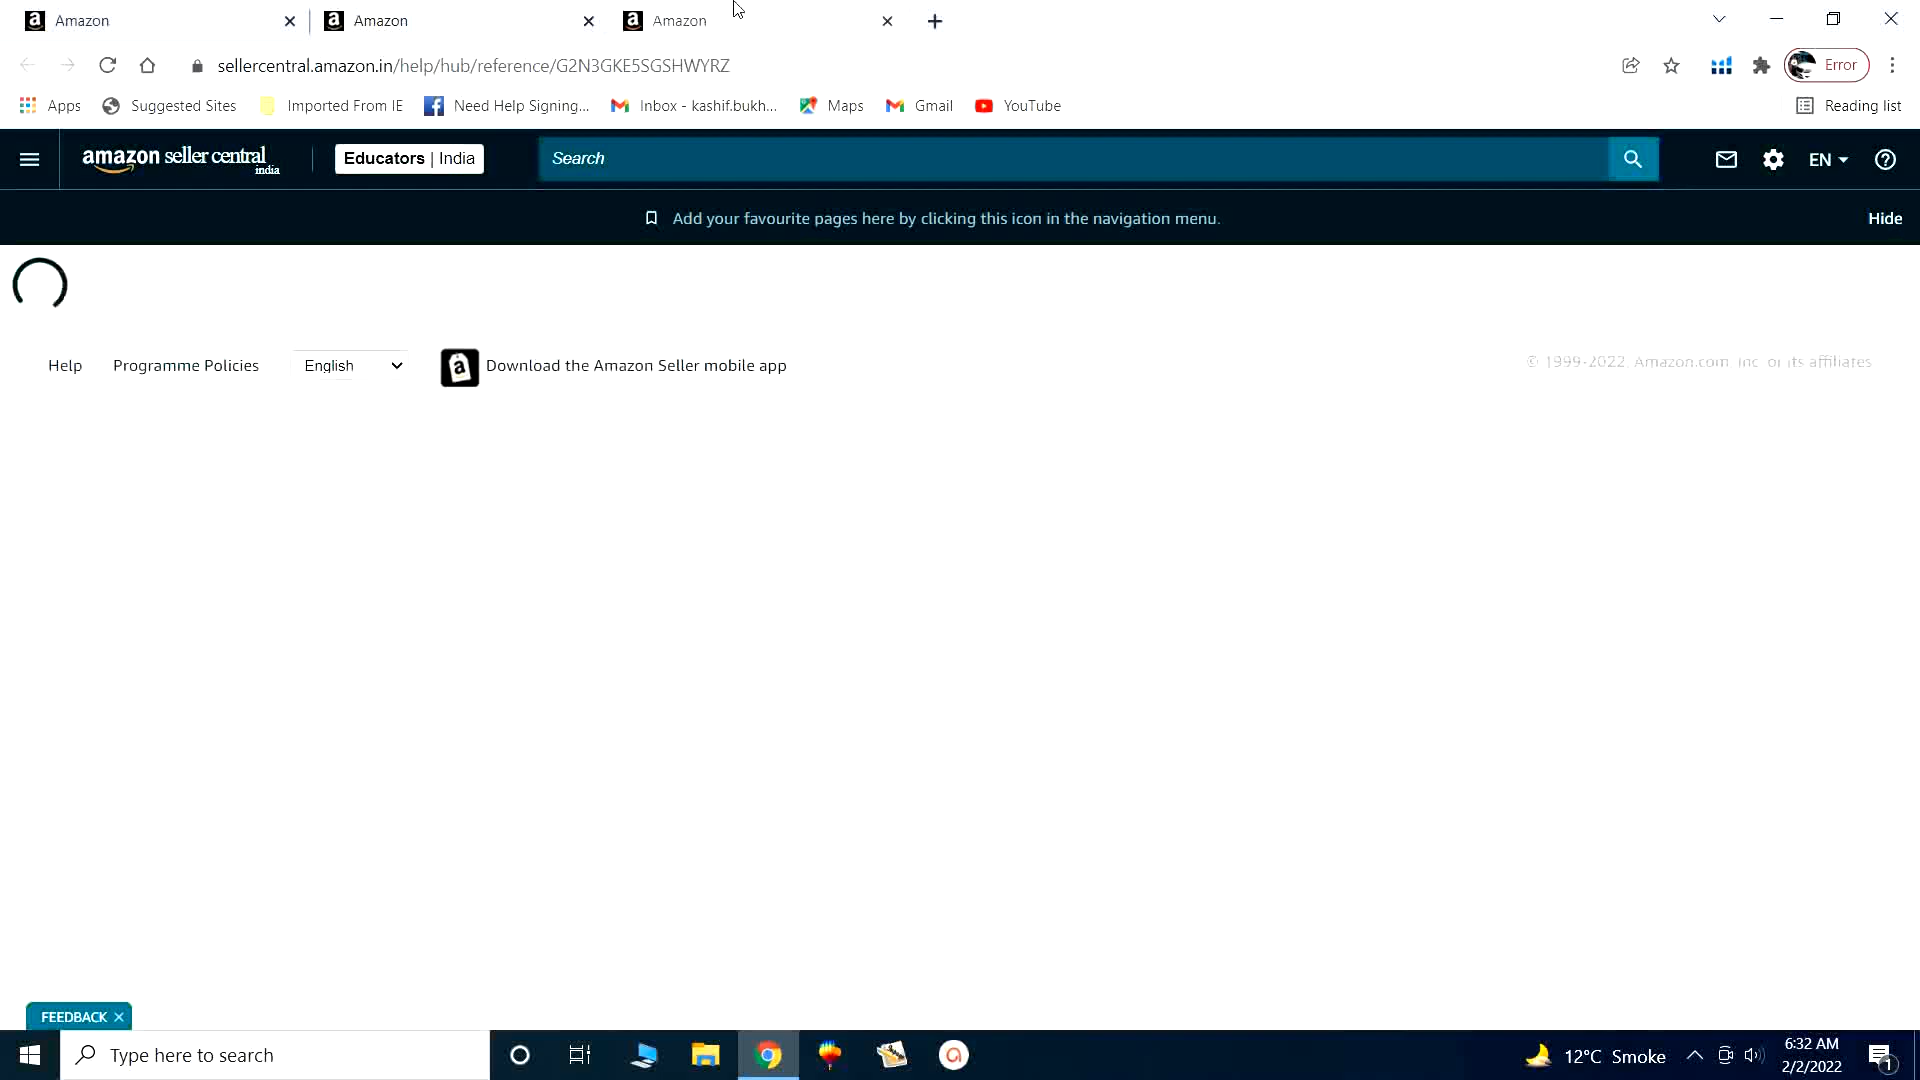 Amazon
Amazon
Amazon
sellercentral.amazon.in/help/hub/reference/G2N3GKE5SGSHWYRZ
Error
Apps
Suggested Sites
Imported From IE
Need Help Signing...
Inbox - kashif.bukh...
Maps
Gmail
YouTube
Reading list
amazon seller central
india
Educators | India
Search
EN
Add your favourite pages here by clicking this icon in the navigation menu.
Hide
Help
Programme Policies
English
Download the Amazon Seller mobile app
© 1999-2022, Amazon.com, Inc. or its affiliates
FEEDBACK
Type here to search
12°C Smoke
6:32 AM
2/2/2022
1